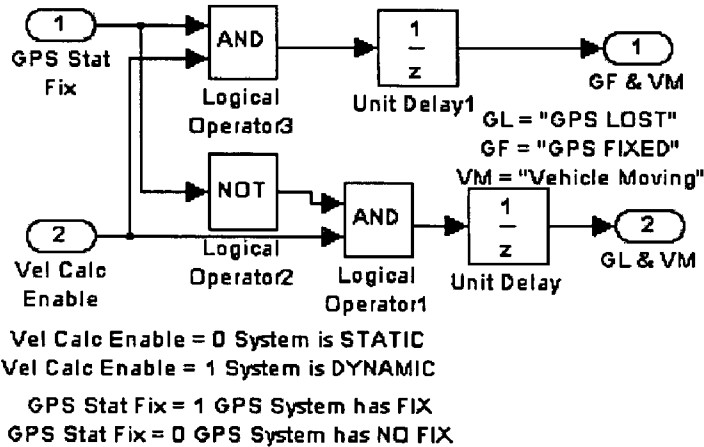 1
GPS Stat
Fix
AND
Logical
Operator3
1
z
Unit Delay1
1
GF & VM
GL = "GPS LOST"
GF = "GPS FIXED"
VM = "Vehicle Moving"
NOT
Logical
Operator2
2
Vel Calc
Enable
AND
Logical
Operator1
1
z
Unit Delay
2
GL & VM
Vel Calc Enable = 0 System is STATIC
Vel Calc Enable = 1 System is DYNAMIC
GPS Stat Fix = 1 GPS System has FIX
GPS Stat Fix = 0 GPS System has NO FIX